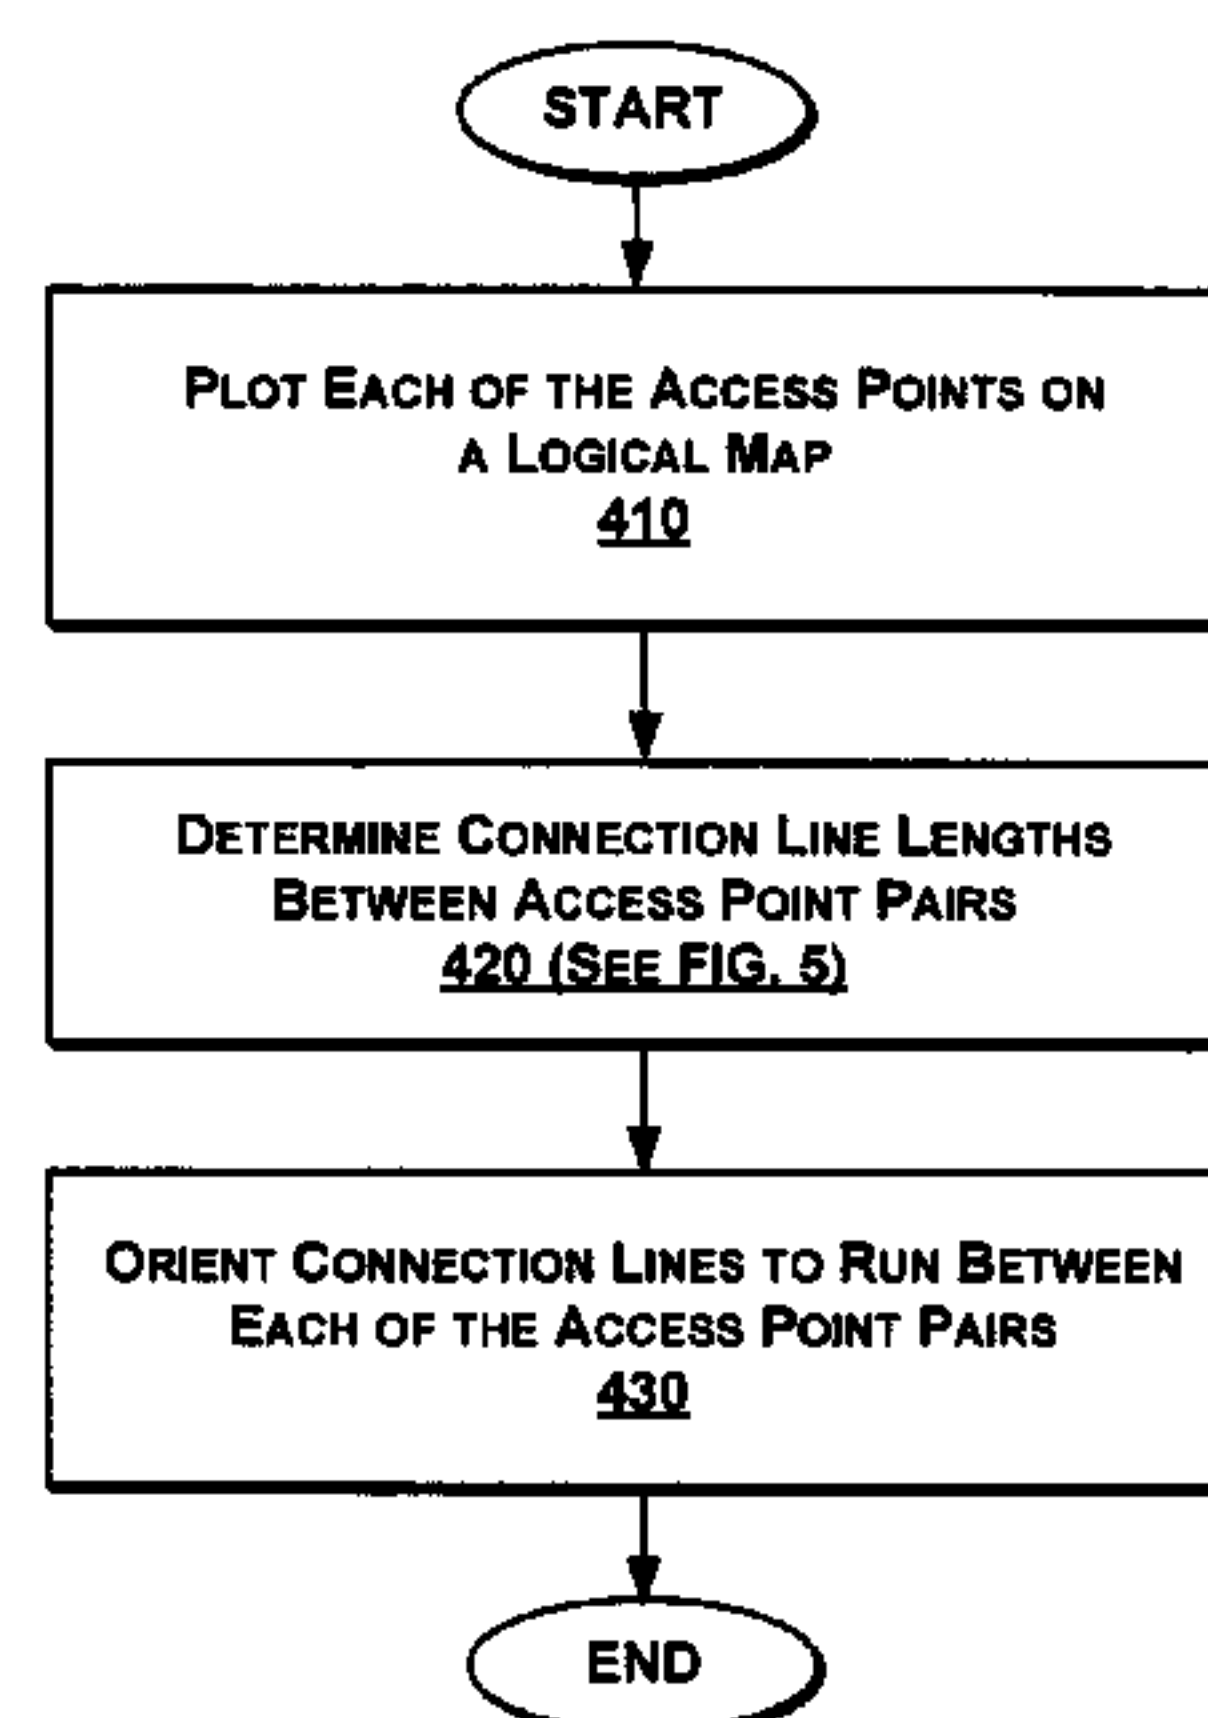 START
PLOT EACH OF THE ACCESS POINTS ON
A LOGICAL MAP
410
DETERMINE CONNECTION LINE LENGTHS
BETWEEN ACCESS POINT PAIRS
420 (SEE FIG. 5)
ORIENT CONNECTION LINES TO RUN BETWEEN
EACH OF THE ACCESS POINT PAIRS
430
END